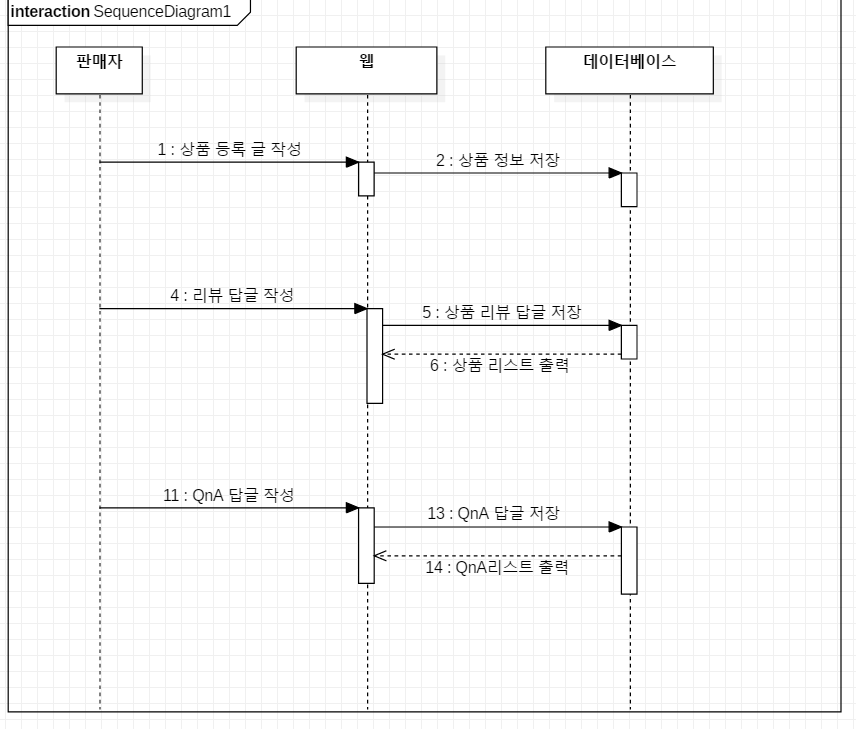 interaction SequenceDiagram1
판매자
웹
데이터베이스
1 : 상품 등록 글 작성
2 : 상품 정보 저장
4 : 리뷰 답글 작성
5 : 상품 리뷰 답글 저장
6 : 상품 리스트 출력
11 : QnA 답글 작성
13 : QnA 답글 저장
14 : QnA리스트 출력